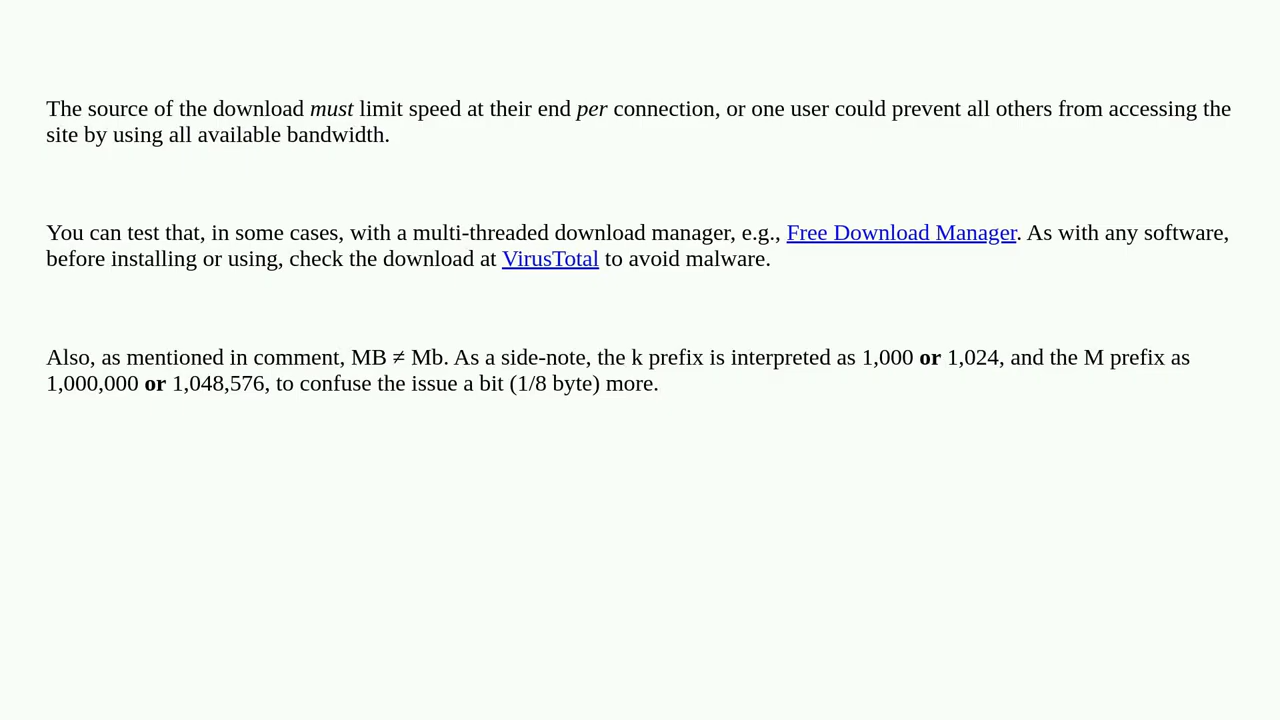 The source of the download must limit speed at their end per connection, or one user could prevent all others from accessing the
site by using all available bandwidth.
You can test that, in some cases, with a multi-threaded download manager, e.g., Free Download Manager. As with any software,
before installing or using, check the download at VirusTotal to avoid malware.
Also, as mentioned in comment, MB ≠ Mb. As a side-note, the k prefix is interpreted as 1,000 or 1,024, and the M prefix as
1,000,000 or 1,048,576, to confuse the issue a bit (1/8 byte) more.